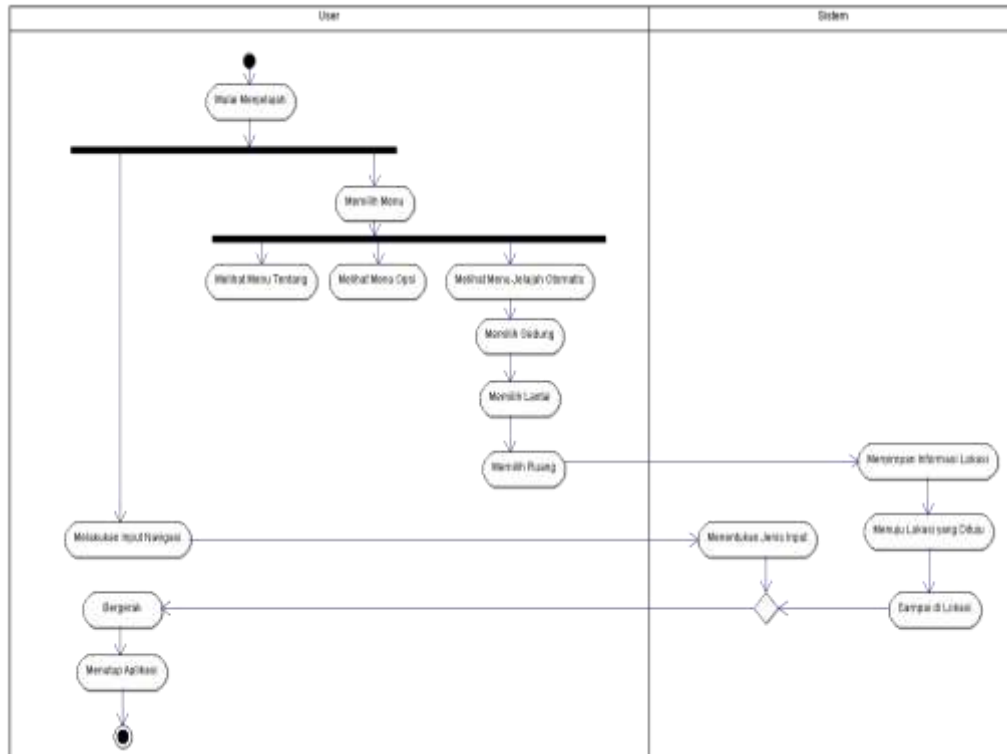 User
Sistem
Mulai Menjelajah
Memilih Menu
Melihat Menu Tentang
Melihat Menu Opsi
Melihat Menu Jelajah Otomatis
Memilih Gedung
Memilih Lantai
Memilih Ruang
Menyimpan Informasi Lokasi
Melakukan Input Navigasi
Menentukan Jenis Input
Menuju Lokasi yang Dituju
Bergerak
Sampai di Lokasi
Menutup Aplikasi